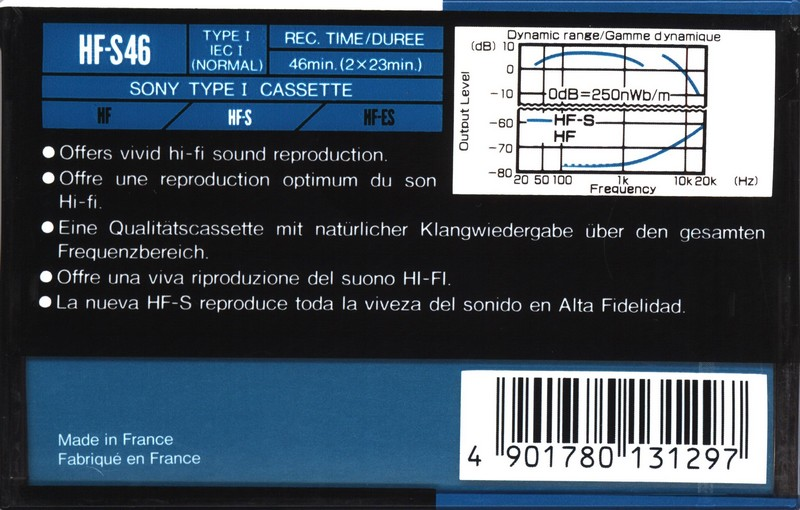 HF-S46
TYPE I
IEC I
(NORMAL)
REC. TIME/DUREE
46min. (2×23min.)
SONY TYPE I CASSETTE
HF
HF-S
HF-ES
Dynamic range/Gamme dynamique
(dB) 10
0
-10
0dB=250nWb/m
-60
HF-S
HF
-70
-80
20 50 100 1k 10k 20k (Hz)
Output Level
Frequency
● Offers vivid hi-fi sound reproduction.
● Offre une reproduction optimum du son
Hi-fi.
● Eine Qualitätscassette mit natürlicher Klangwiedergabe über den gesamten
Frequenzbereich.
● Offre una viva riproduzione del suono HI-FI.
● La nueva HF-S reproduce toda la viveza del sonido en Alta Fidelidad.
Made in France
Fabriqué en France
4 901780 131297